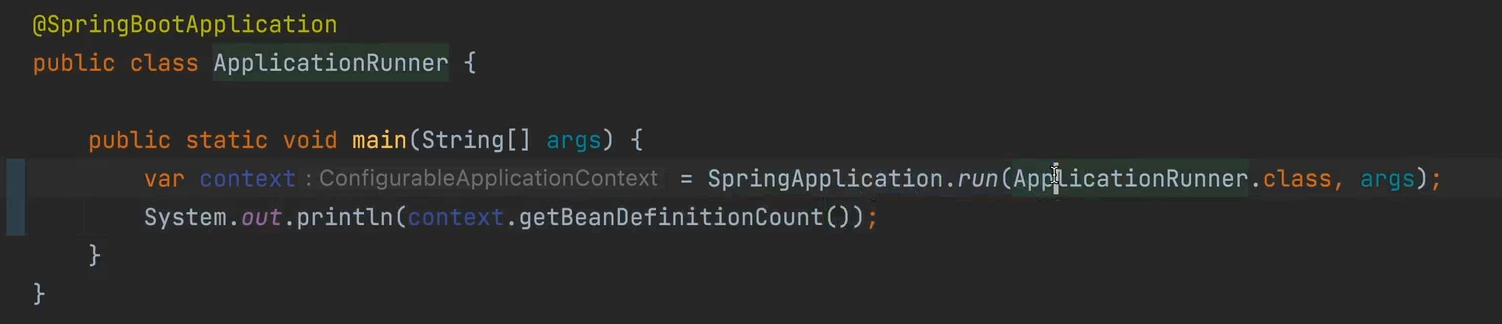 @SpringBootApplication
public class ApplicationRunner {
public static void main(String[] args) {
var context : ConfigurableApplicationContext = SpringApplication.run(ApplicationRunner.class, args);
System.out.println(context.getBeanDefinitionCount());
}
}